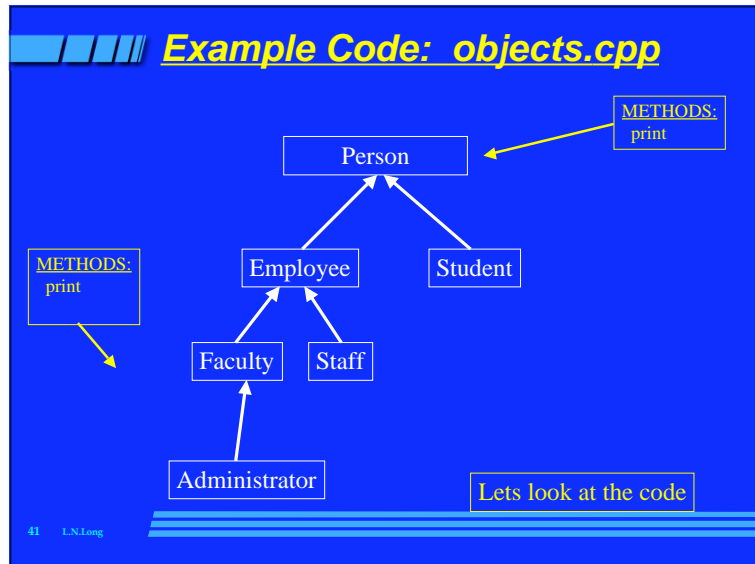 Example Code: objects.cpp
METHODS:
print
Person
METHODS:
print
Employee
Student
Faculty
Staff
Administrator
Lets look at the code
41 L.N.Long